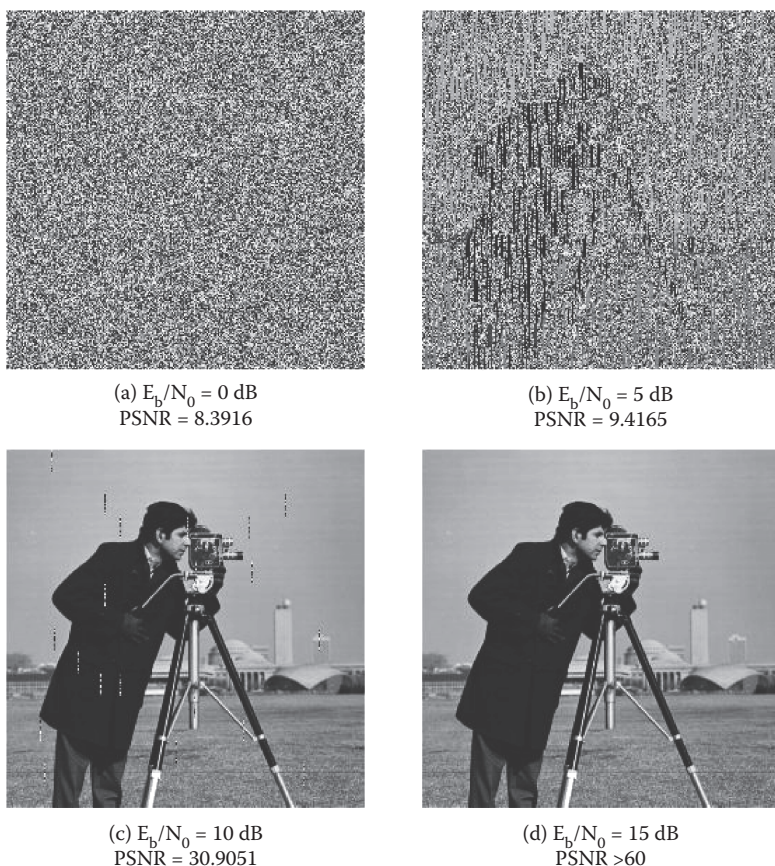 (a) E_b/N_0 = 0 dB
PSNR = 8.3916
(b) E_b/N_0 = 5 dB
PSNR = 9.4165
(c) E_b/N_0 = 10 dB
PSNR = 30.9051
(d) E_b/N_0 = 15 dB
PSNR >60